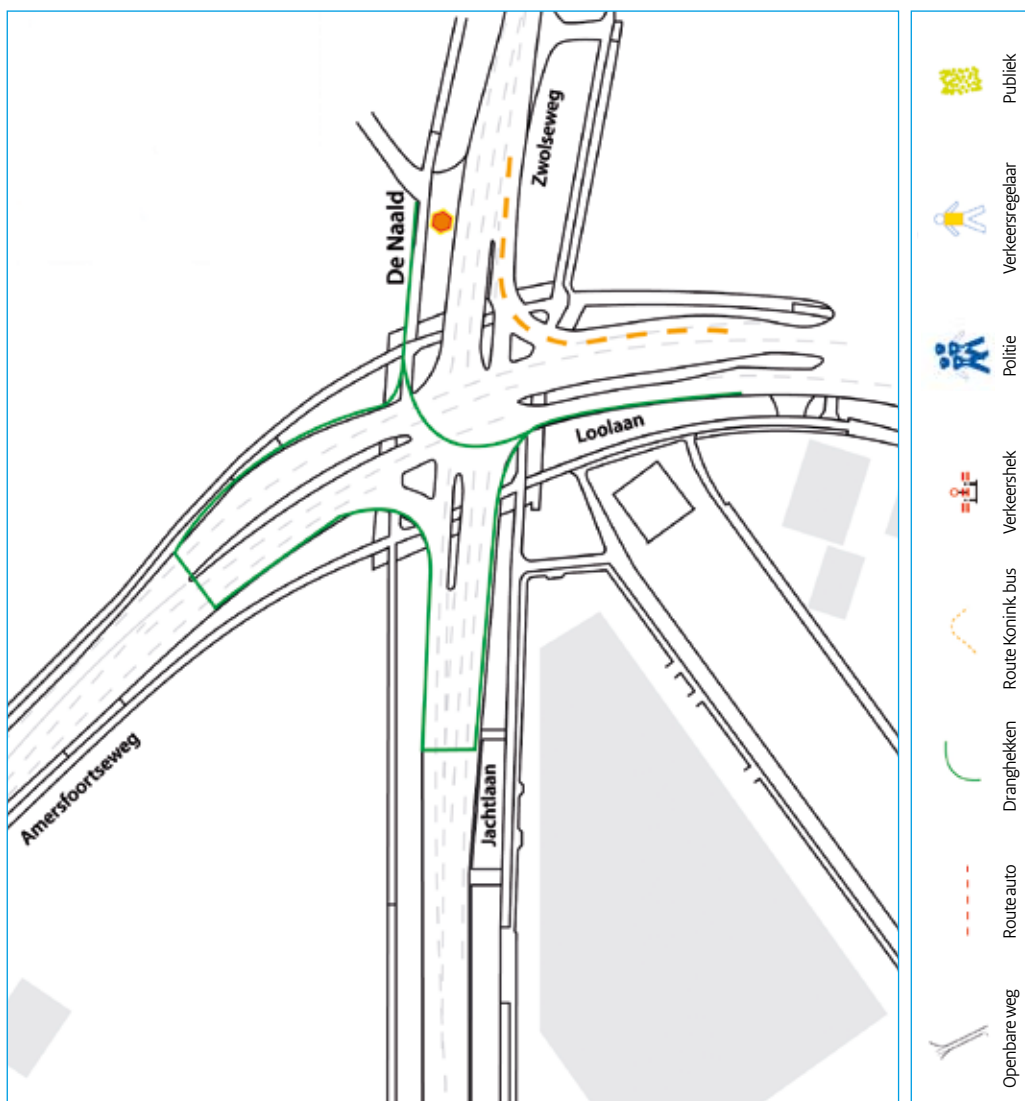 Zwolseweg
De Naald
Loolaan
Amersfoortseweg
Jachtlaan
Publiek
Verkeersregelaar
Politie
Verkeershek
Route Konink. bus
Dranghekken
Route auto
Openbare weg